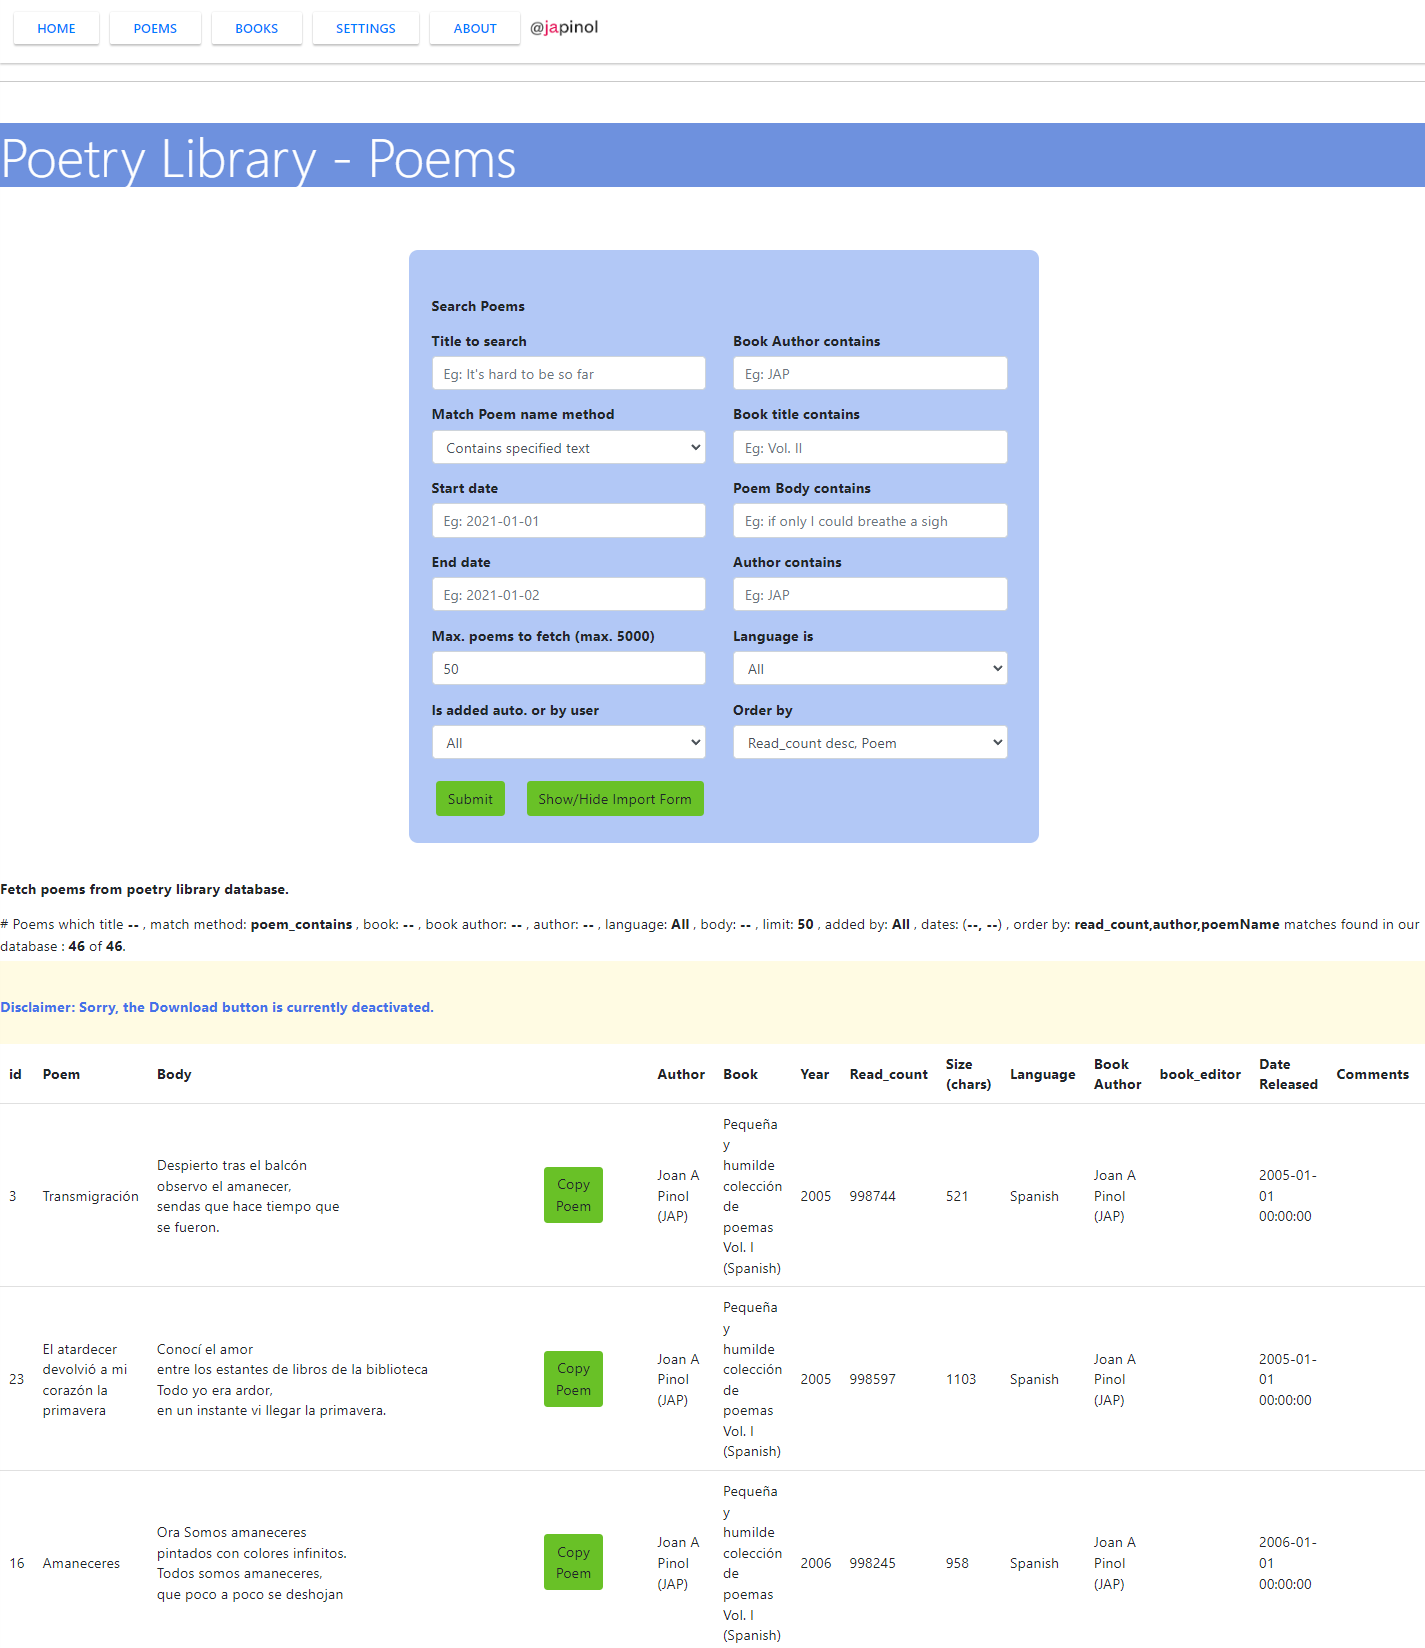 HOME POEMS BOOKS SETTINGS ABOUT @japinol
Poetry Library - Poems
Search Poems
Title to search
Eg: It's hard to be so far
Book Author contains
Eg: JAP
Match Poem name method
Contains specified text
Book title contains
Eg: Vol. II
Start date
Eg: 2021-01-01
Poem Body contains
Eg: if only I could breathe a sigh
End date
Eg: 2021-01-02
Author contains
Eg: JAP
Max. poems to fetch (max. 5000)
50
Language is
All
Is added auto. or by user
All
Order by
Read_count desc, Poem
Submit Show/Hide Import Form
Fetch poems from poetry library database.
# Poems which title -- , match method: poem_contains , book: -- , book author: -- , author: -- , language: All , body: -- , limit: 50 , added by: All , dates: (--, --) , order by: read_count,author,poemName matches found in our
database : 46 of 46.
Disclaimer: Sorry, the Download button is currently deactivated.
id Poem Body Author Book Year Read_count
Size
(chars)
Language
Book
Author
book_editor
Date
Released
Comments
3
Transmigración
Despierto tras el balcón
observo el amanecer,
sendas que hace tiempo que
se fueron.
Copy
Poem
Joan A
Pinol
(JAP)
Pequeña
y
humilde
colección
de
poemas
Vol. I
(Spanish)
2005
998744
521
Spanish
Joan A
Pinol
(JAP)
2005-01-
01
00:00:00
23
El atardecer
devolvió a mi
corazón la
primavera
Conocí el amor
entre los estantes de libros de la biblioteca
Todo yo era ardor,
en un instante vi llegar la primavera.
Copy
Poem
Joan A
Pinol
(JAP)
Pequeña
y
humilde
colección
de
poemas
Vol. I
(Spanish)
2005
998597
1103
Spanish
Joan A
Pinol
(JAP)
2005-01-
01
00:00:00
16
Amaneceres
Ora Somos amaneceres
pintados con colores infinitos.
Todos somos amaneceres,
que poco a poco se deshojan
Copy
Poem
Joan A
Pinol
(JAP)
Pequeña
y
humilde
colección
de
poemas
Vol. I
(Spanish)
2006
998245
958
Spanish
Joan A
Pinol
(JAP)
2006-01-
01
00:00:00